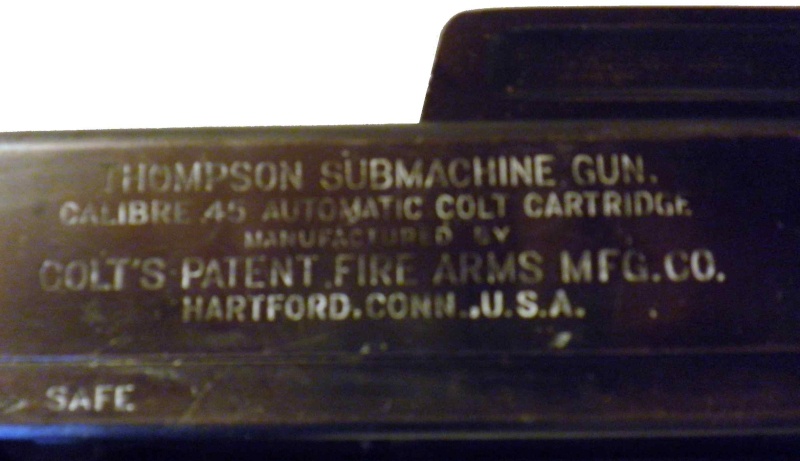 THOMPSON SUBMACHINE GUN.
CALIBRE .45 AUTOMATIC COLT CARTRIDGE
MANUFACTURED BY
COLT'S PATENT FIRE ARMS MFG.CO.
HARTFORD.CONN.,U.S.A.
SAFE